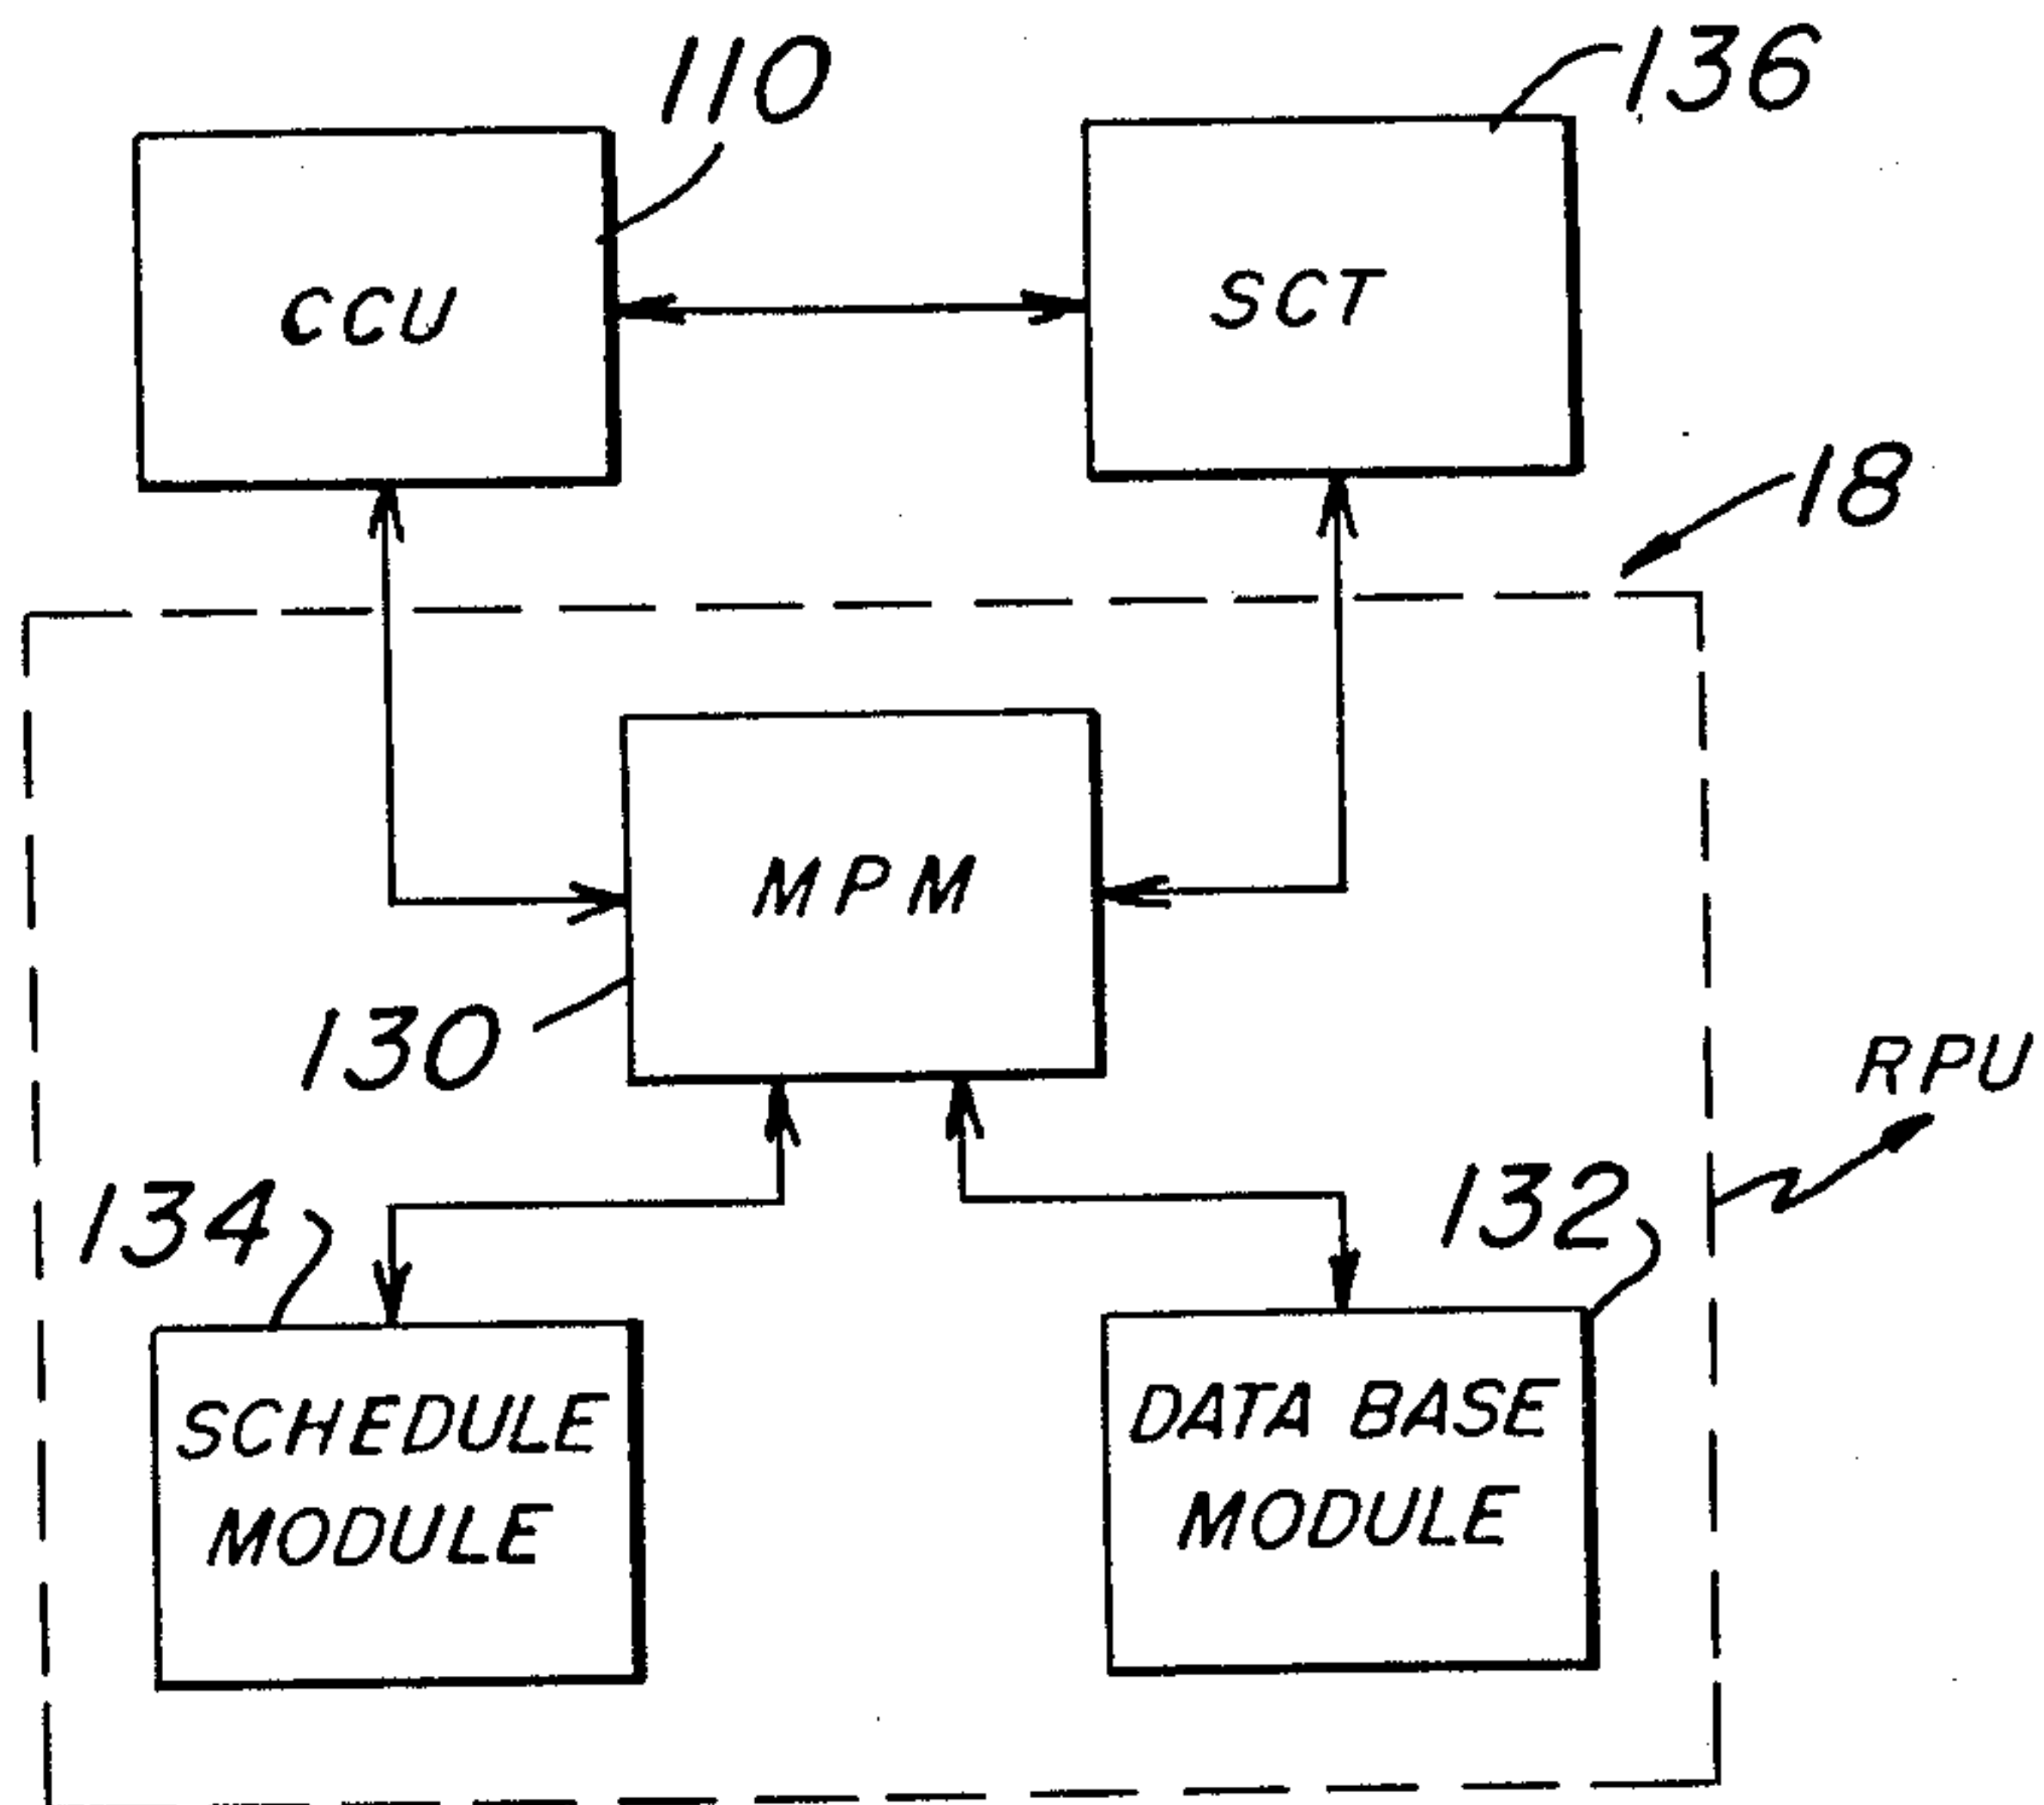 110
136
CCU
SCT
18
MPM
130
RPU
134
132
SCHEDULE
MODULE
DATA BASE
MODULE